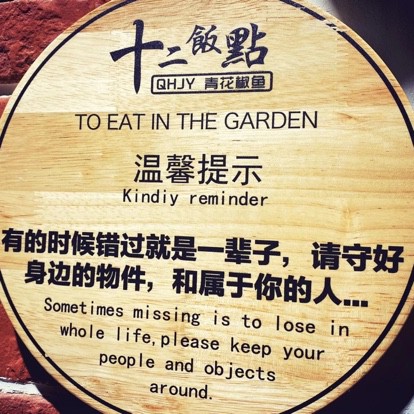 十二飯點
QHJY 青花椒鱼
TO EAT IN THE GARDEN
温馨提示
Kindiy reminder
有的时候错过就是一辈子，请守好
身边的物件，和属于你的人...
Sometimes missing is to lose in
whole life,please keep your
people and objects
around.